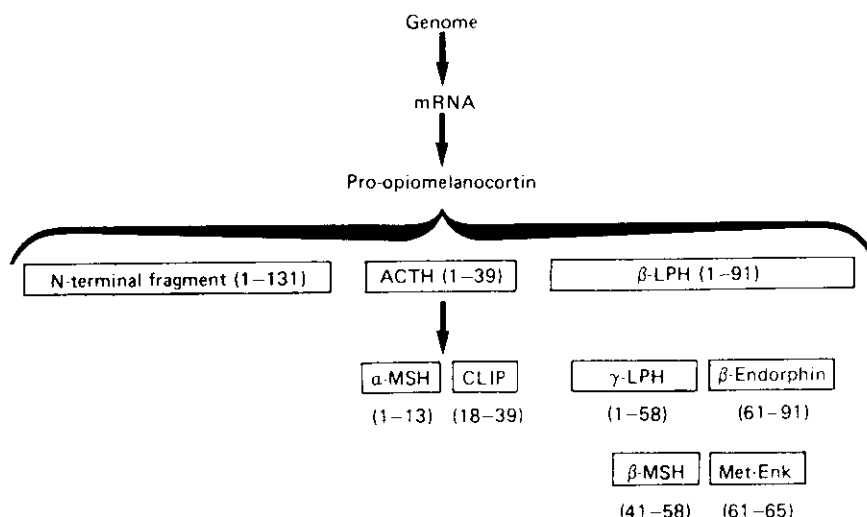 Genome
mRNA
Pro-opiomelanocortin
N-terminal fragment (1–131) ACTH (1–39) β-LPH (1–91)
α-MSH CLIP γ-LPH β-Endorphin
(1–13) (18–39) (1–58) (61–91)
β-MSH Met-Enk
(41–58) (61–65)